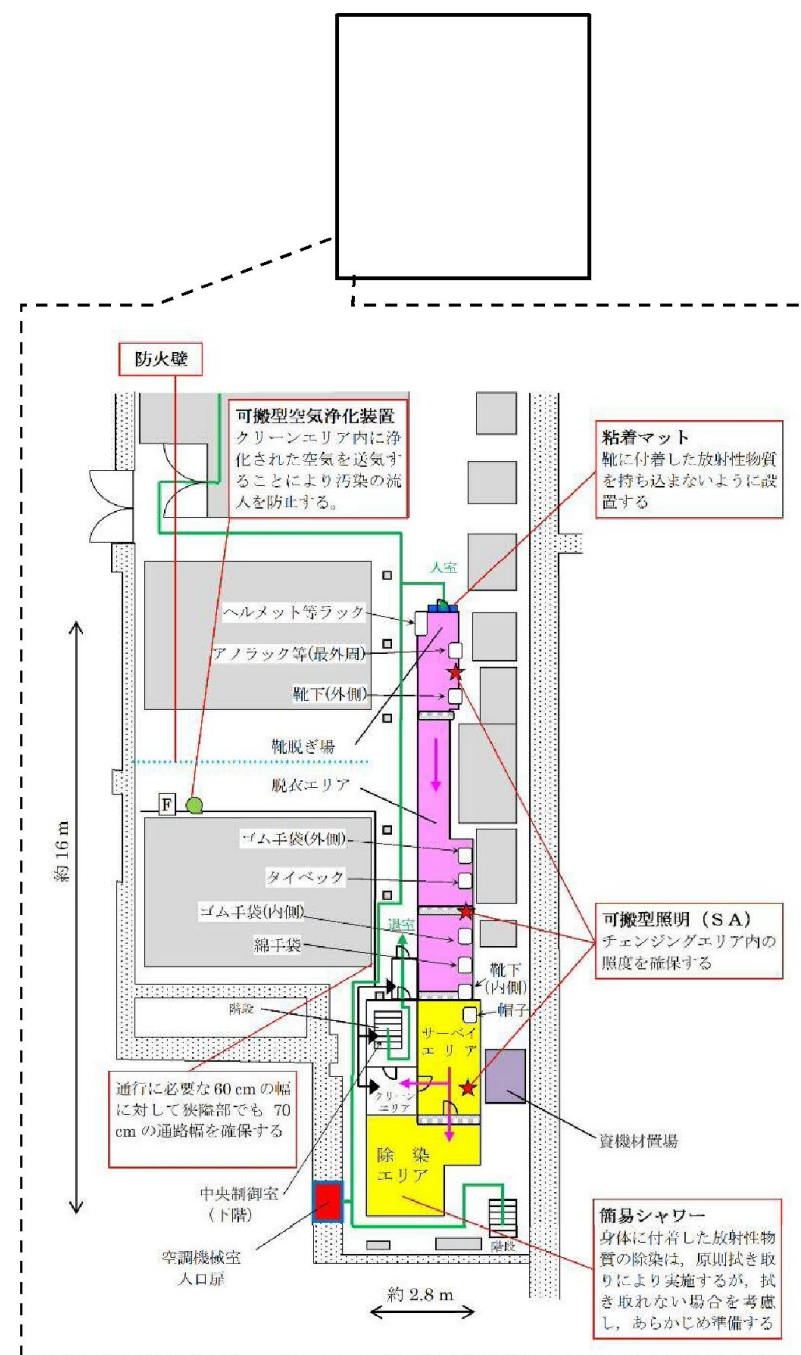 防火壁
可搬型空気浄化装置
クリーンエリア内に浄
化された空気を送気す
ることにより汚染の流
入を防止する。
粘着マット
靴に付着した放射性物質
を持ち込まないように設
置する
入室
ヘルメット等ラック
アノラック等(最外周)
靴下(外側)
靴脱ぎ場
脱衣エリア
F
約16m
ゴム手袋(外側)
タイベック
ゴム手袋(内側)
退室
綿手袋
可搬型照明(SA)
チェンジングエリア内の
照度を確保する
靴下
(内側)
帽子
階段
サーベイ
エリア
通行に必要な60cmの幅
に対して狭隘部でも 70
cmの通路幅を確保する
クリーン
エリア
資機材置場
除 染
エリア
中央制御室
(下階)
空調機械室
入口扉
階段
簡易シャワー
身体に付着した放射性物
質の除染は,原則拭き取
りにより実施するが,拭
き取れない場合を考慮
し,あらかじめ準備する
約2.8m